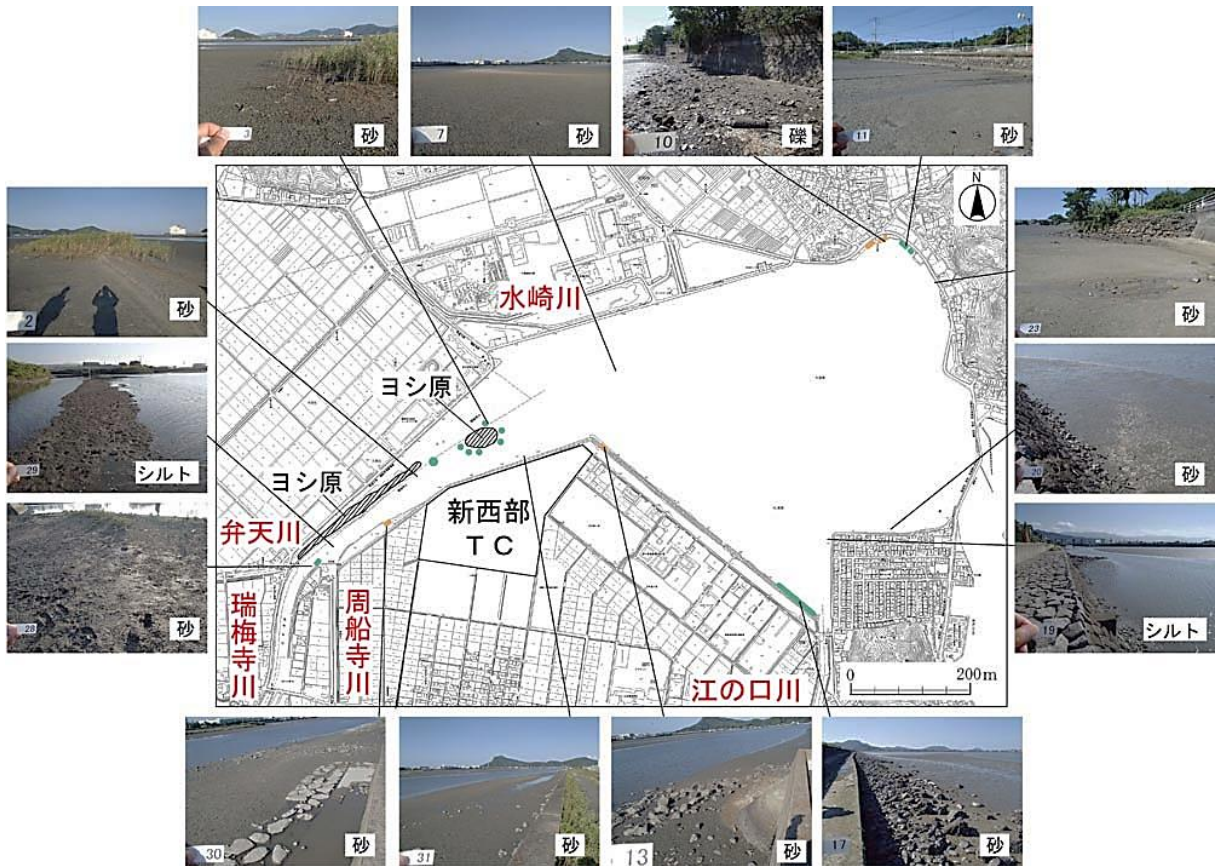 3
砂
7
砂
10
礫
11
砂
2
砂
N
水崎川
23
砂
29
シルト
ヨシ原
20
砂
ヨシ原
新西部
TC
弁天川
28
砂
瑞梅寺川
周船寺川
江の口川
0
200m
19
シルト
30
砂
31
砂
13
砂
17
砂